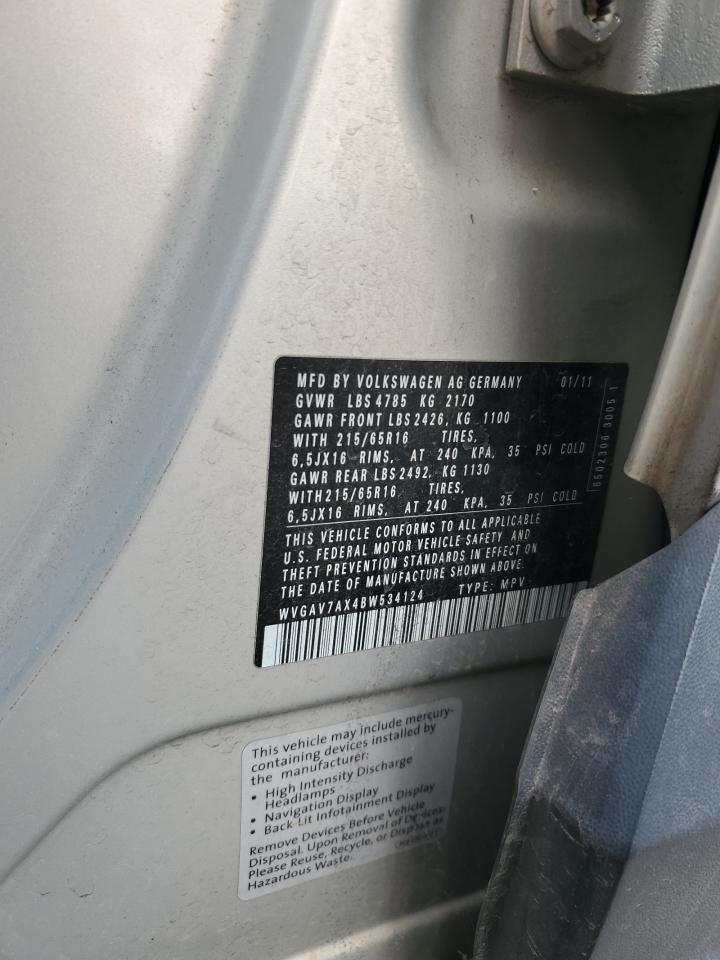 MFD BY VOLKSWAGEN AG GERMANY 01/11
GVWR LBS 4785 KG 2170
GAWR FRONT LBS 2426, KG 1100
WITH 215/65R16 TIRES,
6,5JX16 RIMS, AT 240 KPA, 35 PSI COLD
GAWR REAR LBS 2492, KG 1130
WITH 215/65R16 TIRES,
6,5JX16 RIMS, AT 240 KPA, 35 PSI COLD
THIS VEHICLE CONFORMS TO ALL APPLICABLE
U.S. FEDERAL MOTOR VEHICLE SAFETY AND
THEFT PREVENTION STANDARDS IN EFFECT ON
THE DATE OF MANUFACTURE SHOWN ABOVE.
WVGAV7AX4BW534124 TYPE: MPV
6502306 3005 1
This vehicle may include mercury-
containing devices installed by
the manufacturer:
• High Intensity Discharge
Headlamps
• Navigation Display
• Back Lit Infotainment Display
Remove Devices Before Vehicle
Disposal. Upon Removal of Devices
Please Reuse, Recycle, or Dispose as
Hazardous Waste.